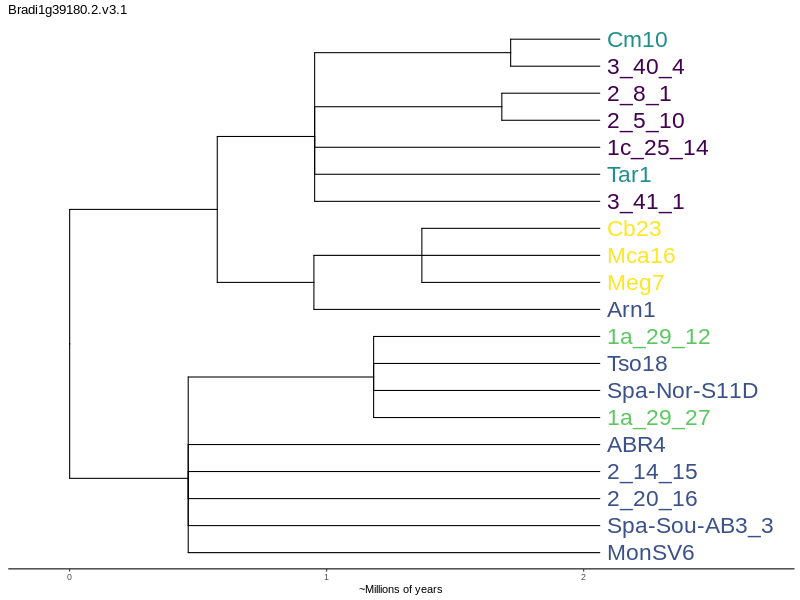 Bradi1g39180.2.v3.1
Cm10
3_40_4
2_8_1
2_5_10
1c_25_14
Tar1
3_41_1
Cb23
Mca16
Meg7
Arn1
1a_29_12
Tso18
Spa-Nor-S11D
1a_29_27
ABR4
2_14_15
2_20_16
Spa-Sou-AB3_3
MonSV6
0 1 2
~Millions of years